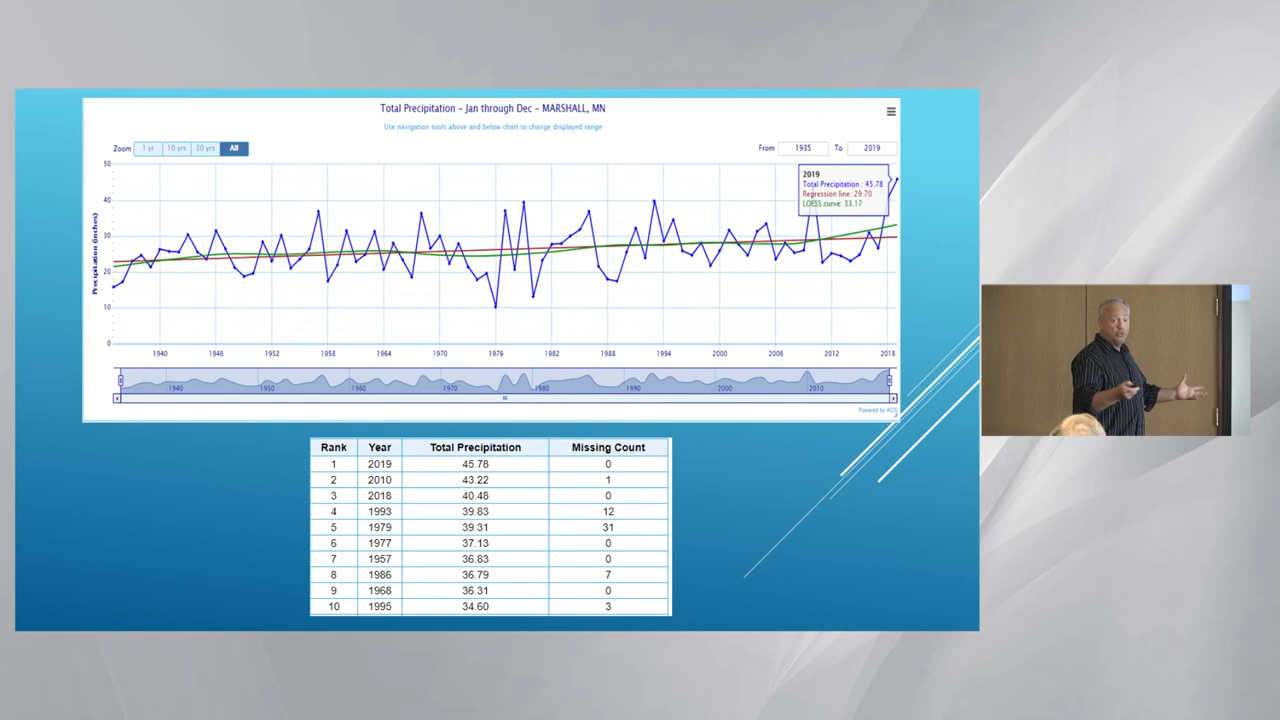 Total Precipitation – Jan through Dec – MARSHALL, MN
Use navigation tools above and below chart to change displayed range
Zoom 1 yr 10 yrs 30 yrs All From 1935 To 2019
2019
Total Precipitation : 45.78
Regression line: 29.70
LOESS curve: 33.17
Precipitation (inches)
50
40
30
20
10
0
1940 1946 1952 1958 1964 1970 1976 1982 1988 1994 2000 2006 2012 2018
1940 1950 1960 1970 1980 1990 2000 2010
Powered by ACIS
Rank Year Total Precipitation Missing Count
1 2019 45.78 0
2 2010 43.22 1
3 2018 40.48 0
4 1993 39.83 12
5 1979 39.31 31
6 1977 37.13 0
7 1957 36.83 0
8 1986 36.79 7
9 1968 36.31 0
10 1995 34.60 3